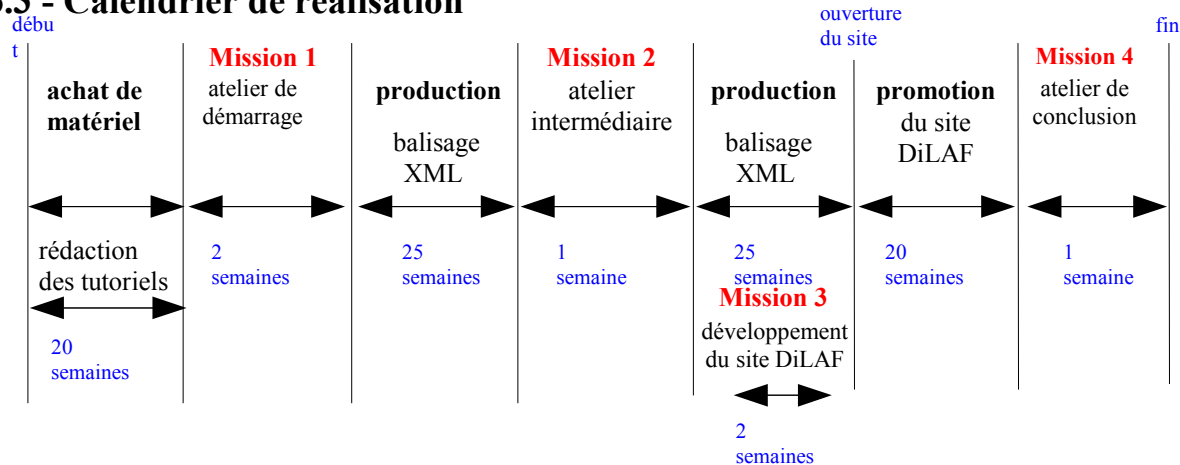 - Calendrier de réalisation
débu
t
ouverture
du site
fin
achat de
matériel
rédaction
des tutoriels
20
semaines
Mission 1
atelier de
démarrage
2
semaines
production
balisage
XML
25
semaines
Mission 2
atelier
intermédiaire
1
semaine
production
balisage
XML
25
semaines
Mission 3
développement
du site DiLAF
2
semaines
promotion
du site
DiLAF
20
semaines
Mission 4
atelier de
conclusion
1
semaine